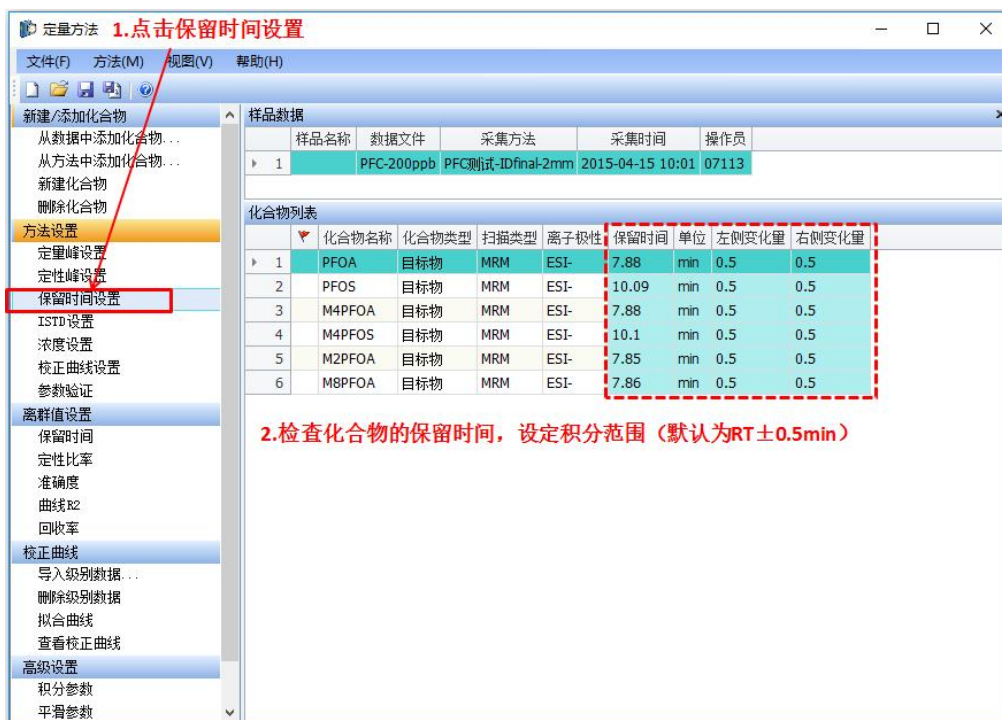 定量方法 1.点击保留时间设置
文件(F) 方法(M) 视图(V) 帮助(H)
新建/添加化合物
从数据中添加化合物...
从方法中添加化合物...
新建化合物
删除化合物
方法设置
定量峰设置
定性峰设置
保留时间设置
ISTD设置
浓度设置
校正曲线设置
参数验证
离群值设置
保留时间
定性比率
准确度
曲线R2
回收率
校正曲线
导入级别数据...
删除级别数据
拟合曲线
查看校正曲线
高级设置
积分参数
平滑参数
样品数据
样品名称 数据文件 采集方法 采集时间 操作员
1 PFC-200ppb PFC测试-IDfinal-2mm 2015-04-15 10:01 07113
化合物列表
化合物名称 化合物类型 扫描类型 离子极性 保留时间 单位 左侧变化量 右侧变化量
1 PFOA 目标物 MRM ESI- 7.88 min 0.5 0.5
2 PFOS 目标物 MRM ESI- 10.09 min 0.5 0.5
3 M4PFOA 目标物 MRM ESI- 7.88 min 0.5 0.5
4 M4PFOS 目标物 MRM ESI- 10.1 min 0.5 0.5
5 M2PFOA 目标物 MRM ESI- 7.85 min 0.5 0.5
6 M8PFOA 目标物 MRM ESI- 7.86 min 0.5 0.5
2.检查化合物的保留时间，设定积分范围（默认为RT±0.5min）